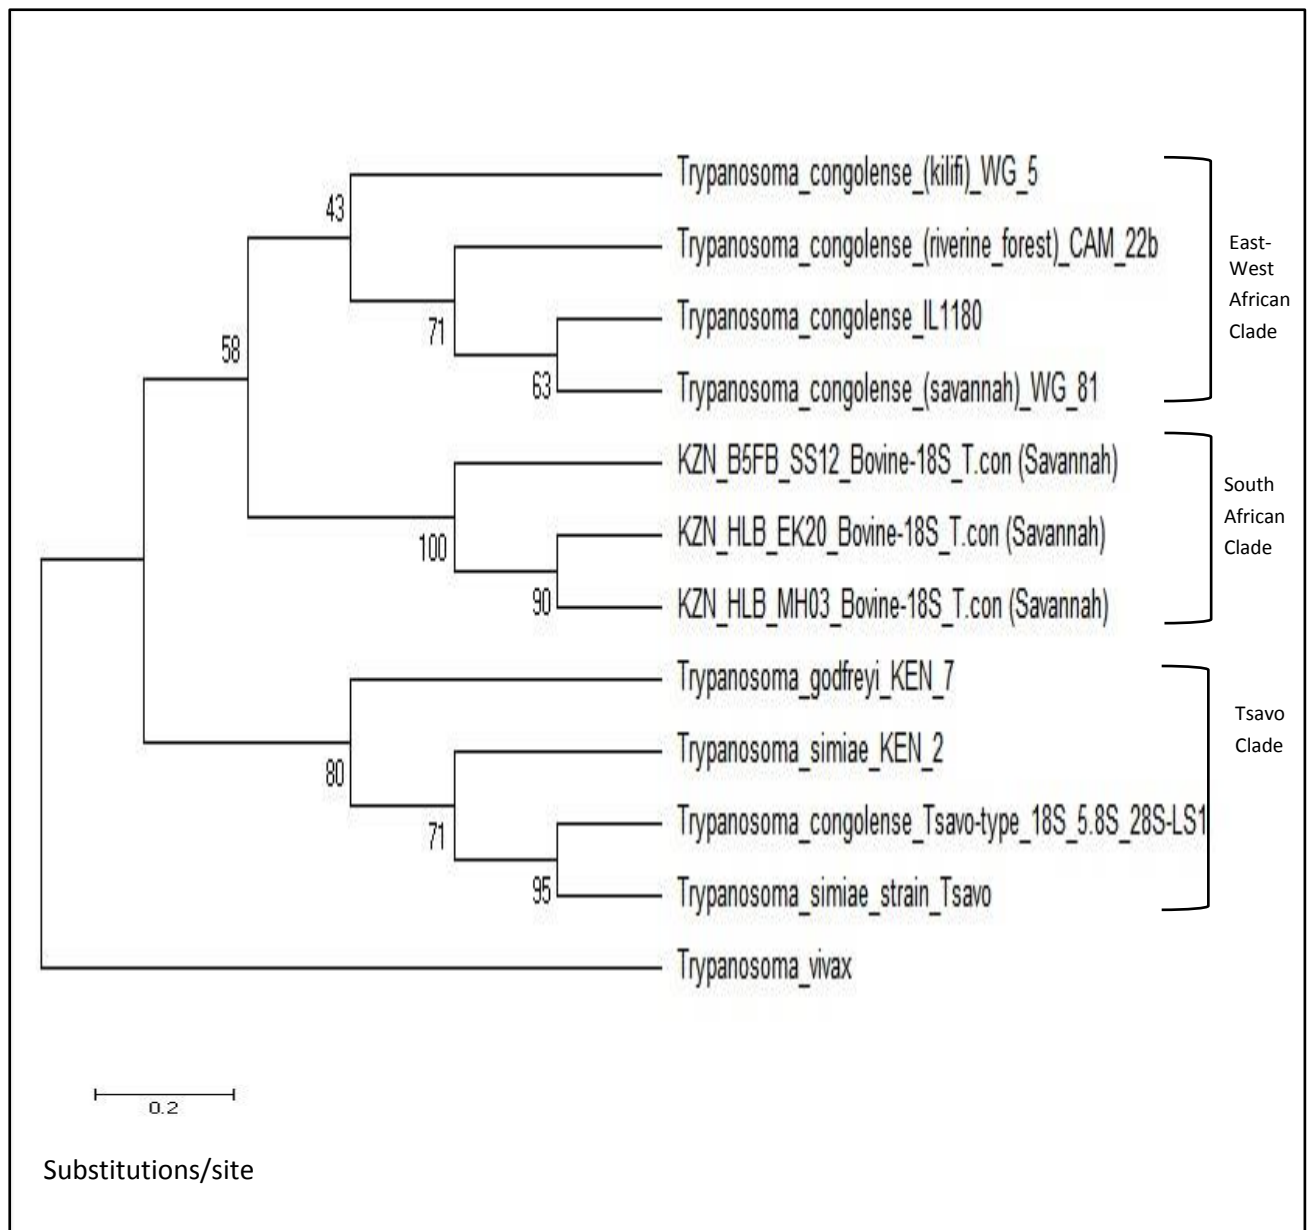 Trypanosoma_congolense_(kilifi)_WG_5
43
Trypanosoma_congolense_(riverine_forest)_CAM_22b
East-
West
African
Clade
Trypanosoma_congolense_IL1180
71
58
63
Trypanosoma_congolense_(savannah)_WG_81
KZN_B5FB_SS12_Bovine-18S_T.con (Savannah)
South
African
Clade
KZN_HLB_EK20_Bovine-18S_T.con (Savannah)
100
90
KZN_HLB_MH03_Bovine-18S_T.con (Savannah)
Trypanosoma_godfreyi_KEN_7
Tsavo
Clade
Trypanosoma_simiae_KEN_2
80
Trypanosoma_congolense_Tsavo-type_18S_5.8S_28S-LS1
71
95
Trypanosoma_simiae_strain_Tsavo
Trypanosoma_vivax
0.2
Substitutions/site